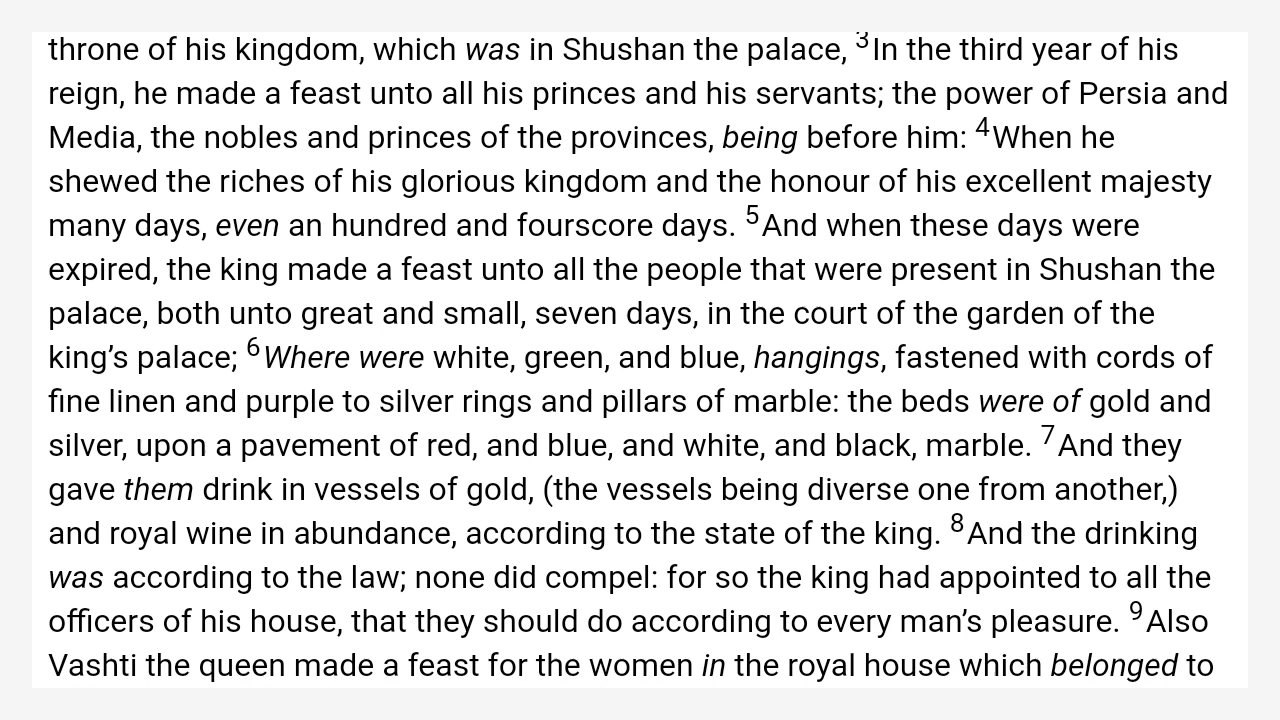 throne of his kingdom, which was in Shushan the palace, 3In the third year of his
reign, he made a feast unto all his princes and his servants; the power of Persia and
Media, the nobles and princes of the provinces, being before him: 4When he
shewed the riches of his glorious kingdom and the honour of his excellent majesty
many days, even an hundred and fourscore days. 5And when these days were
expired, the king made a feast unto all the people that were present in Shushan the
palace, both unto great and small, seven days, in the court of the garden of the
king’s palace; 6Where were white, green, and blue, hangings, fastened with cords of
fine linen and purple to silver rings and pillars of marble: the beds were of gold and
silver, upon a pavement of red, and blue, and white, and black, marble. 7And they
gave them drink in vessels of gold, (the vessels being diverse one from another,)
and royal wine in abundance, according to the state of the king. 8And the drinking
was according to the law; none did compel: for so the king had appointed to all the
officers of his house, that they should do according to every man’s pleasure. 9Also
Vashti the queen made a feast for the women in the royal house which belonged to